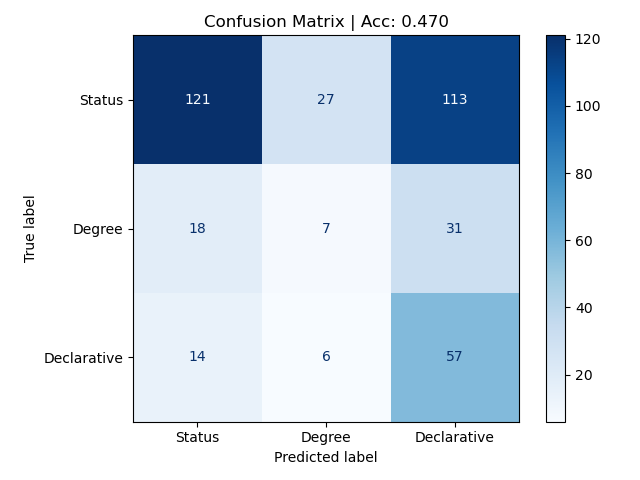 Confusion Matrix | Acc: 0.470
True label
Status
121
27
113
Degree
18
7
31
Declarative
14
6
57
Status
Degree
Declarative
Predicted label
120
100
80
60
40
20